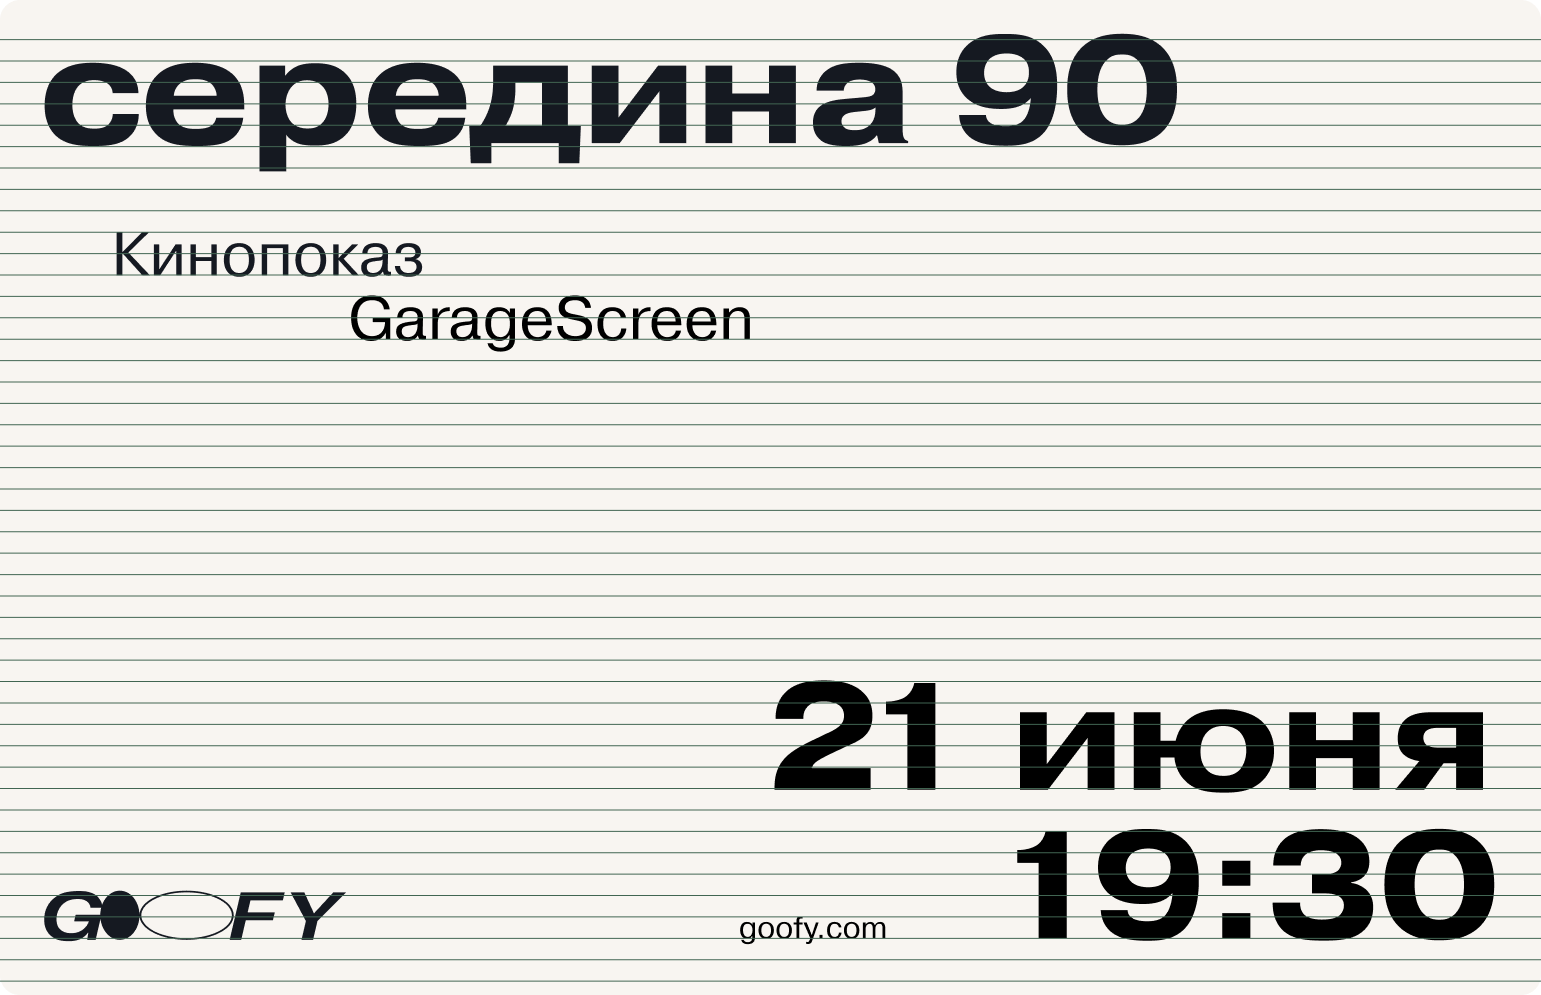 середина 90
Кинопоказ
GarageScreen
21 июня
19:30
GOOFY
goofy.com